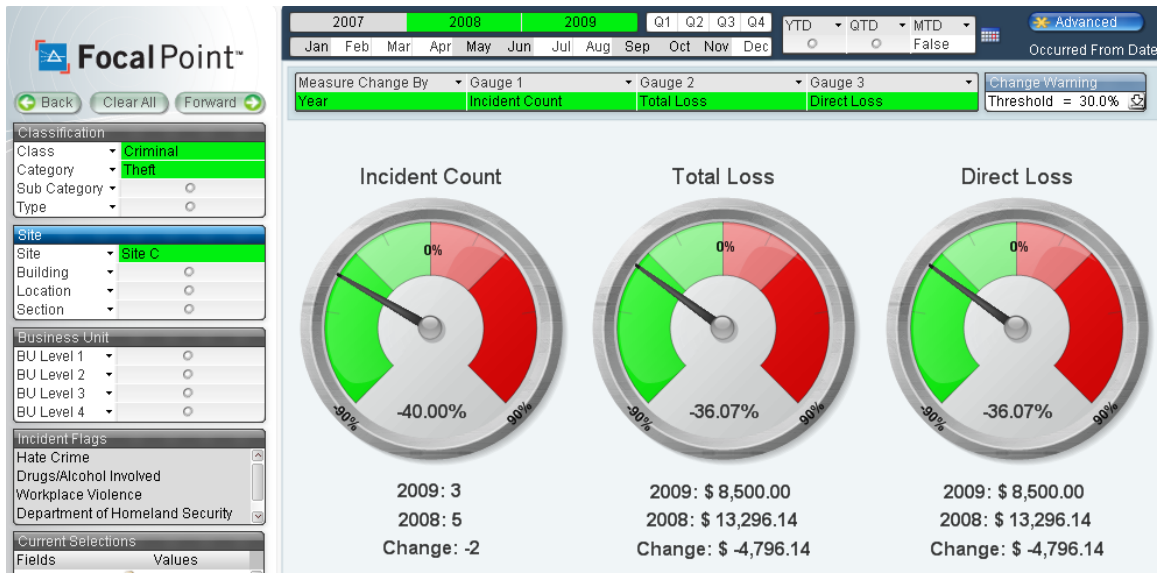 FocalPoint™
Back Clear All Forward
Classification
Class Criminal
Category Theft
Sub Category
Type
Site
Site Site C
Building
Location
Section
Business Unit
BU Level 1
BU Level 2
BU Level 3
BU Level 4
Incident Flags
Hate Crime
Drugs/Alcohol Involved
Workplace Violence
Department of Homeland Security
Current Selections
Fields Values
2007 2008 2009 Q1 Q2 Q3 Q4
Jan Feb Mar Apr May Jun Jul Aug Sep Oct Nov Dec
YTD QTD MTD
False
Advanced
Occurred From Date
Measure Change By Gauge 1 Gauge 2 Gauge 3
Year Incident Count Total Loss Direct Loss
Change Warning
Threshold = 30.0%
Incident Count
0%
-90% -40.00% 90%
2009: 3
2008: 5
Change: -2
Total Loss
0%
-90% -36.07% 90%
2009: $ 8,500.00
2008: $ 13,296.14
Change: $ -4,796.14
Direct Loss
0%
-90% -36.07% 90%
2009: $ 8,500.00
2008: $ 13,296.14
Change: $ -4,796.14